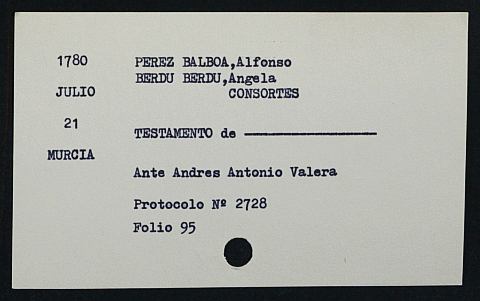 1780 PEREZ BALBOA,Alfonso
BERDU BERDU,Angela
JULIO CONSORTES
21
TESTAMENTO de ————————
MURCIA
Ante Andres Antonio Valera
Protocolo Nº 2728
Folio 95